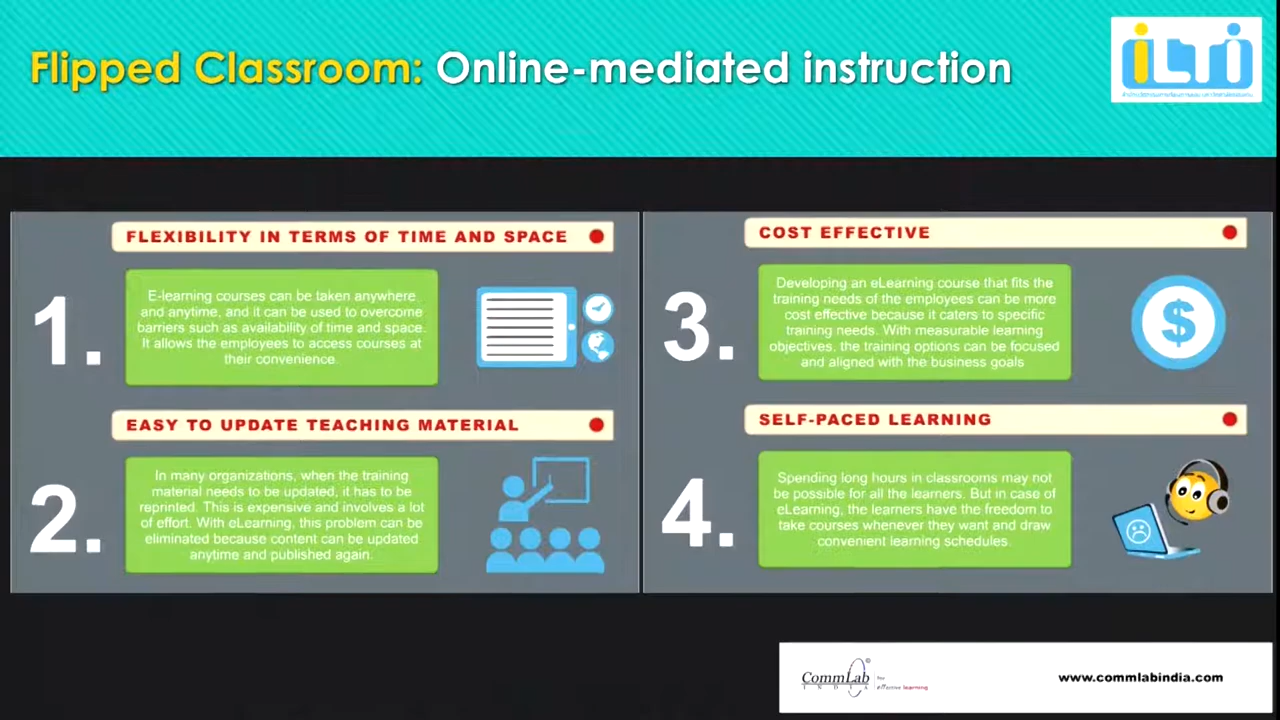 Flipped Classroom: Online-mediated instruction
iLTi
1.
FLEXIBILITY IN TERMS OF TIME AND SPACE
E-learning courses can be taken anywhere
and anytime, and it can be used to overcome
barriers such as availability of time and space.
It allows the employees to access courses at
their convenience.
2.
EASY TO UPDATE TEACHING MATERIAL
In many organizations, when the training
material needs to be updated, it has to be
reprinted. This is expensive and involves a lot
of effort. With eLearning, this problem can be
eliminated because content can be updated
anytime and published again.
3.
COST EFFECTIVE
Developing an eLearning course that fits the
training needs of the employees can be more
cost effective because it caters to specific
training needs. With measurable learning
objectives, the training options can be focused
and aligned with the business goals
$
4.
SELF-PACED LEARNING
Spending long hours in classrooms may not
be possible for all the learners. But in case of
eLearning, the learners have the freedom to
take courses whenever they want and draw
convenient learning schedules.
CommLab
INDIA
for
effective learning
www.commlabindia.com